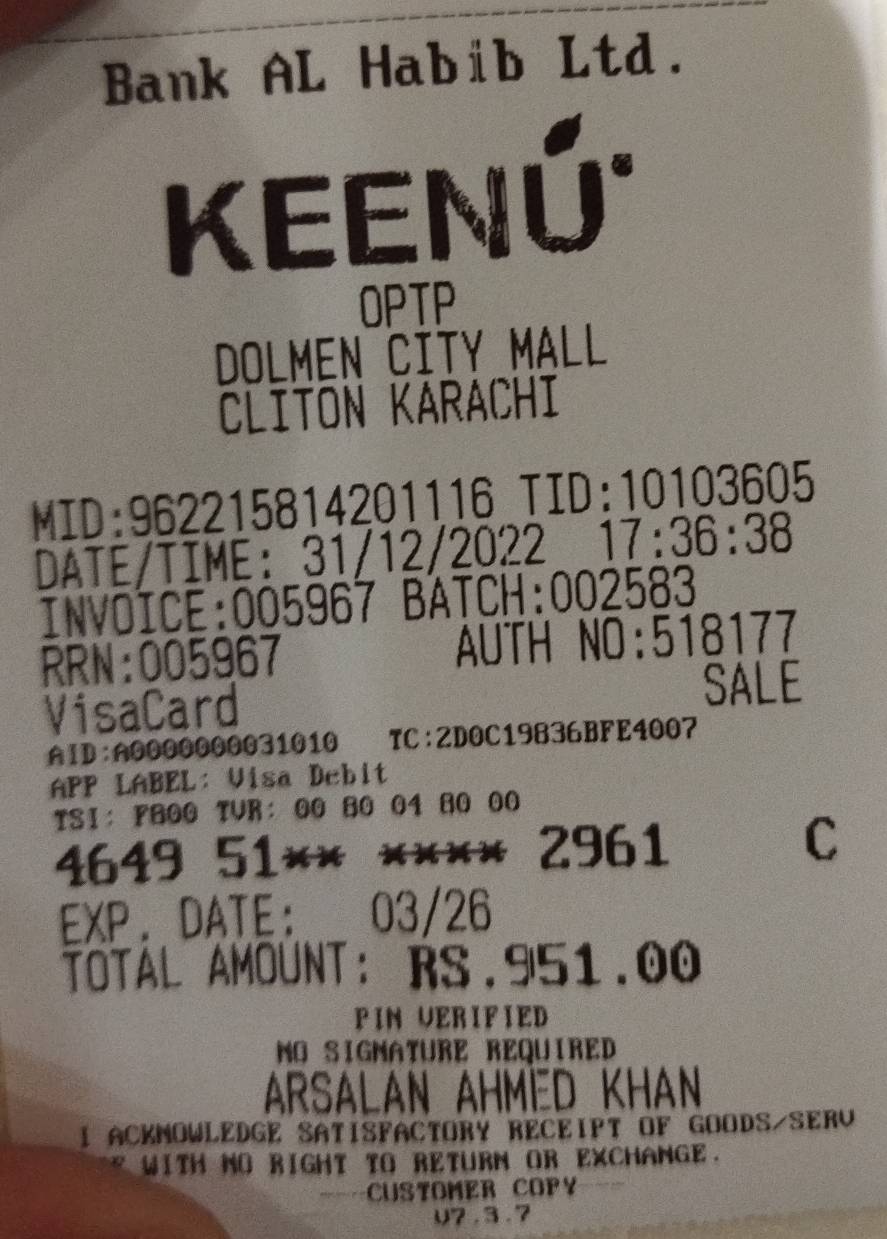 Bank AL Habib Ltd.
KEENÚ
OPTP
DOLMEN CITY MALL
CLITON KARACHI
MID:962215814201116 TID:10103605
DATE/TIME: 31/12/2022 17:36:38
INVOICE:005967 BATCH:002583
RRN:005967 AUTH NO:518177
VisaCard SALE
AID:A0000000031010 TC:2D0C19836BFE4007
APP LABEL: Visa Debit
TSI: F800 TVR: 00 80 04 80 00
4649 51** **** 2961 C
EXP. DATE: 03/26
TOTAL AMOUNT: RS.951.00
PIN VERIFIED
NO SIGNATURE REQUIRED
ARSALAN AHMED KHAN
I ACKNOWLEDGE SATISFACTORY RECEIPT OF GOODS/SERV
WITH NO RIGHT TO RETURN OR EXCHANGE.
----CUSTOMER COPY----
V7.3.7